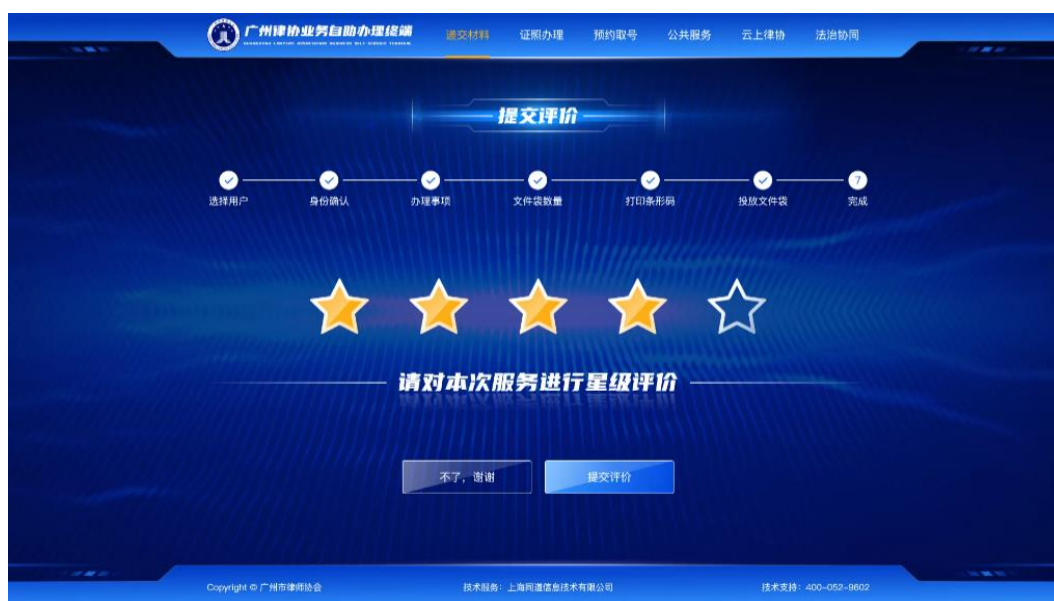 广州律协业务自助办理终端
递交材料 证照办理 预约取号 公共服务 云上律协 法治协同
提交评价
7
选择用户 身份确认 办理事项 文件袋数量 打印条形码 投放文件袋 完成
请对本次服务进行星级评价
不了，谢谢 提交评价
Copyright © 广州市律师协会 技术服务：上海同道信息技术有限公司 技术支持：400-052-9602